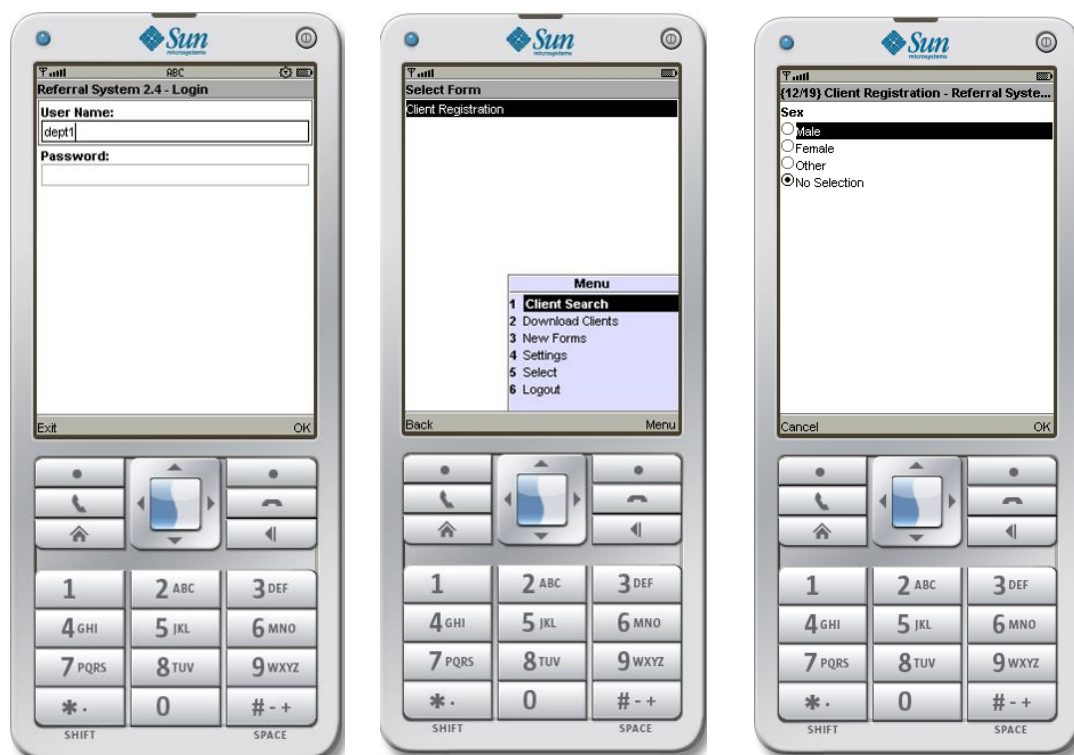 Sun
microsystems
ABC
Referral System 2.4 - Login
User Name:
dept1
Password:
Exit OK
1 2 ABC 3 DEF
4 GHI 5 JKL 6 MNO
7 PQRS 8 TUV 9 WXYZ
* . 0 # - +
SHIFT SPACE
Sun
microsystems
Select Form
Client Registration
Menu
1 Client Search
2 Download Clients
3 New Forms
4 Settings
5 Select
6 Logout
Back Menu
1 2 ABC 3 DEF
4 GHI 5 JKL 6 MNO
7 PQRS 8 TUV 9 WXYZ
* . 0 # - +
SHIFT SPACE
Sun
microsystems
{12/19} Client Registration - Referral Syste...
Sex
Male
Female
Other
No Selection
Cancel OK
1 2 ABC 3 DEF
4 GHI 5 JKL 6 MNO
7 PQRS 8 TUV 9 WXYZ
* . 0 # - +
SHIFT SPACE